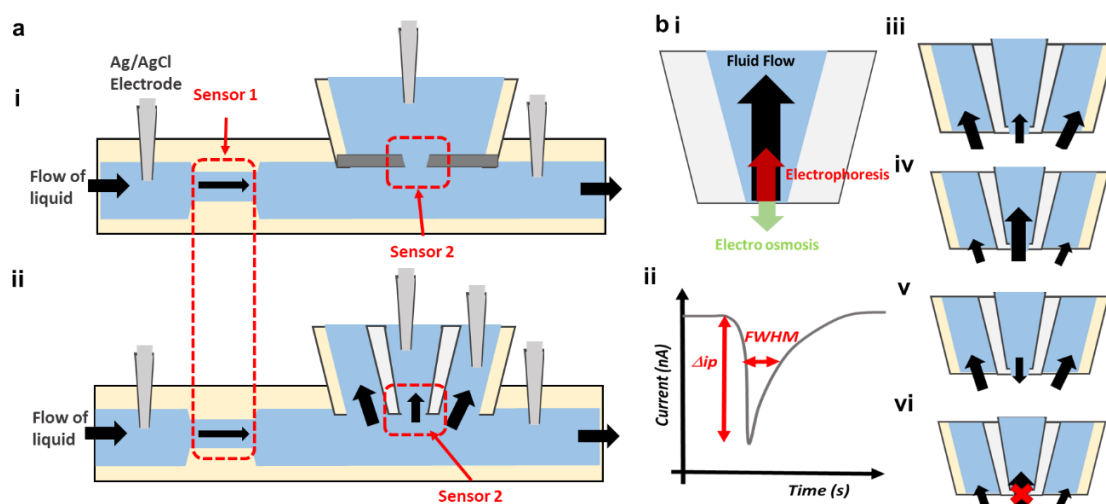 a
i
Ag/AgCl
Electrode
Sensor 1
Flow of
liquid
Sensor 2
ii
Flow of
liquid
Sensor 2
b i
Fluid Flow
Electrophoresis
Electro osmosis
ii
Current (nA)
Δip
FWHM
Time (s)
iii
iv
v
vi